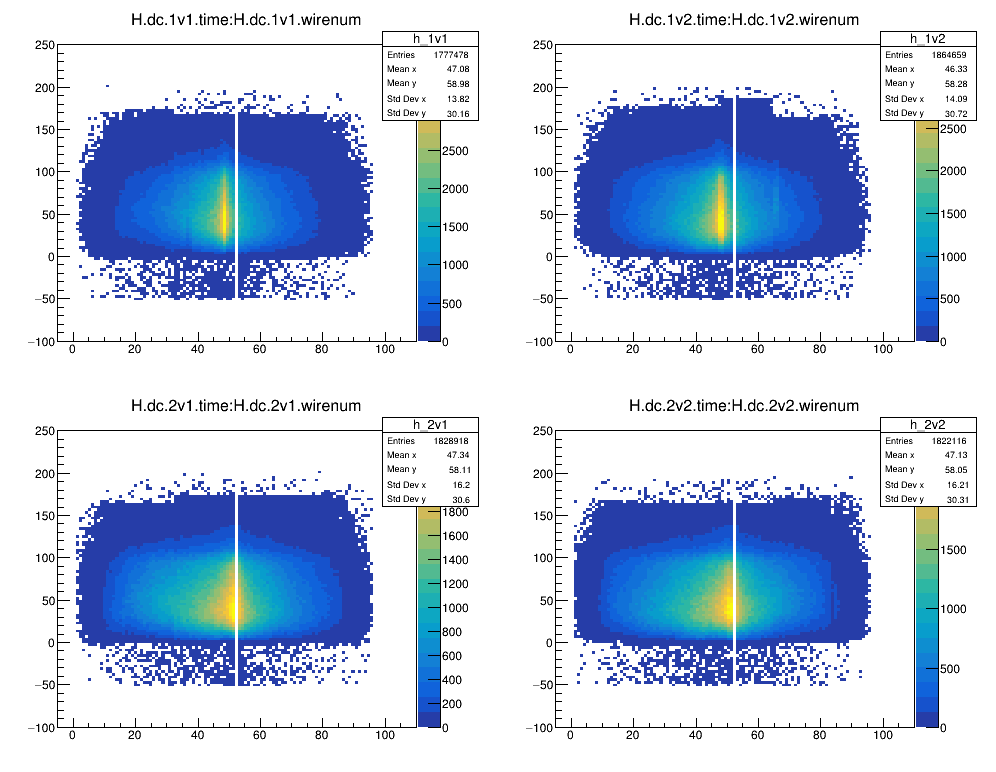 H.dc.1v1.time:H.dc.1v1.wirenum
h_1v1
Entries 1777478
Mean x 47.08
Mean y 58.98
Std Dev x 13.82
Std Dev y 30.16
250
200
150
100
50
0
−50
−100
0 20 40 60 80 100
2500
2000
1500
1000
500
0
H.dc.1v2.time:H.dc.1v2.wirenum
h_1v2
Entries 1864659
Mean x 46.33
Mean y 58.28
Std Dev x 14.09
Std Dev y 30.72
250
200
150
100
50
0
−50
−100
0 20 40 60 80 100
2500
2000
1500
1000
500
0
H.dc.2v1.time:H.dc.2v1.wirenum
h_2v1
Entries 1828918
Mean x 47.34
Mean y 58.11
Std Dev x 16.2
Std Dev y 30.6
250
200
150
100
50
0
−50
−100
0 20 40 60 80 100
1800
1600
1400
1200
1000
800
600
400
200
0
H.dc.2v2.time:H.dc.2v2.wirenum
h_2v2
Entries 1822116
Mean x 47.13
Mean y 58.05
Std Dev x 16.21
Std Dev y 30.31
250
200
150
100
50
0
−50
−100
0 20 40 60 80 100
1500
1000
500
0